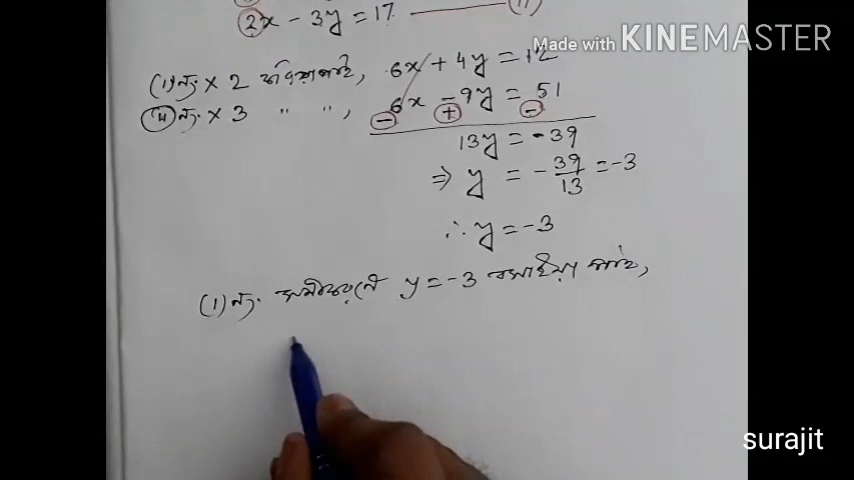 2x - 3y = 17 ——— (ii)
Made with KINEMASTER
(i) নং × 2 করিয়া পাই, 6x + 4y = 12
(ii) নং × 3 " ", 6x - 9y = 51
- + -
13y = -39
⇒ y = - 39/13 = -3
∴ y = -3
(i) নং সমীকরণে y = -3 বসাইয়া পাই,
surajit